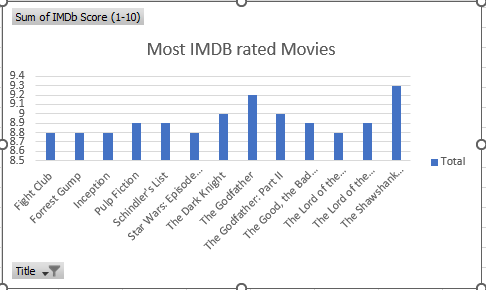 Sum of IMDb Score (1-10)
Most IMDB rated Movies
9.4
9.3
9.2
9.1
9
8.9
8.8
8.7
8.6
8.5
Fight Club
Forrest Gump
Inception
Pulp Fiction
Schindler's List
Star Wars: Episode...
The Dark Knight
The Godfather
The Godfather: Part II
The Good, the Bad...
The Lord of the...
The Lord of the...
The Shawshank...
Total
Title